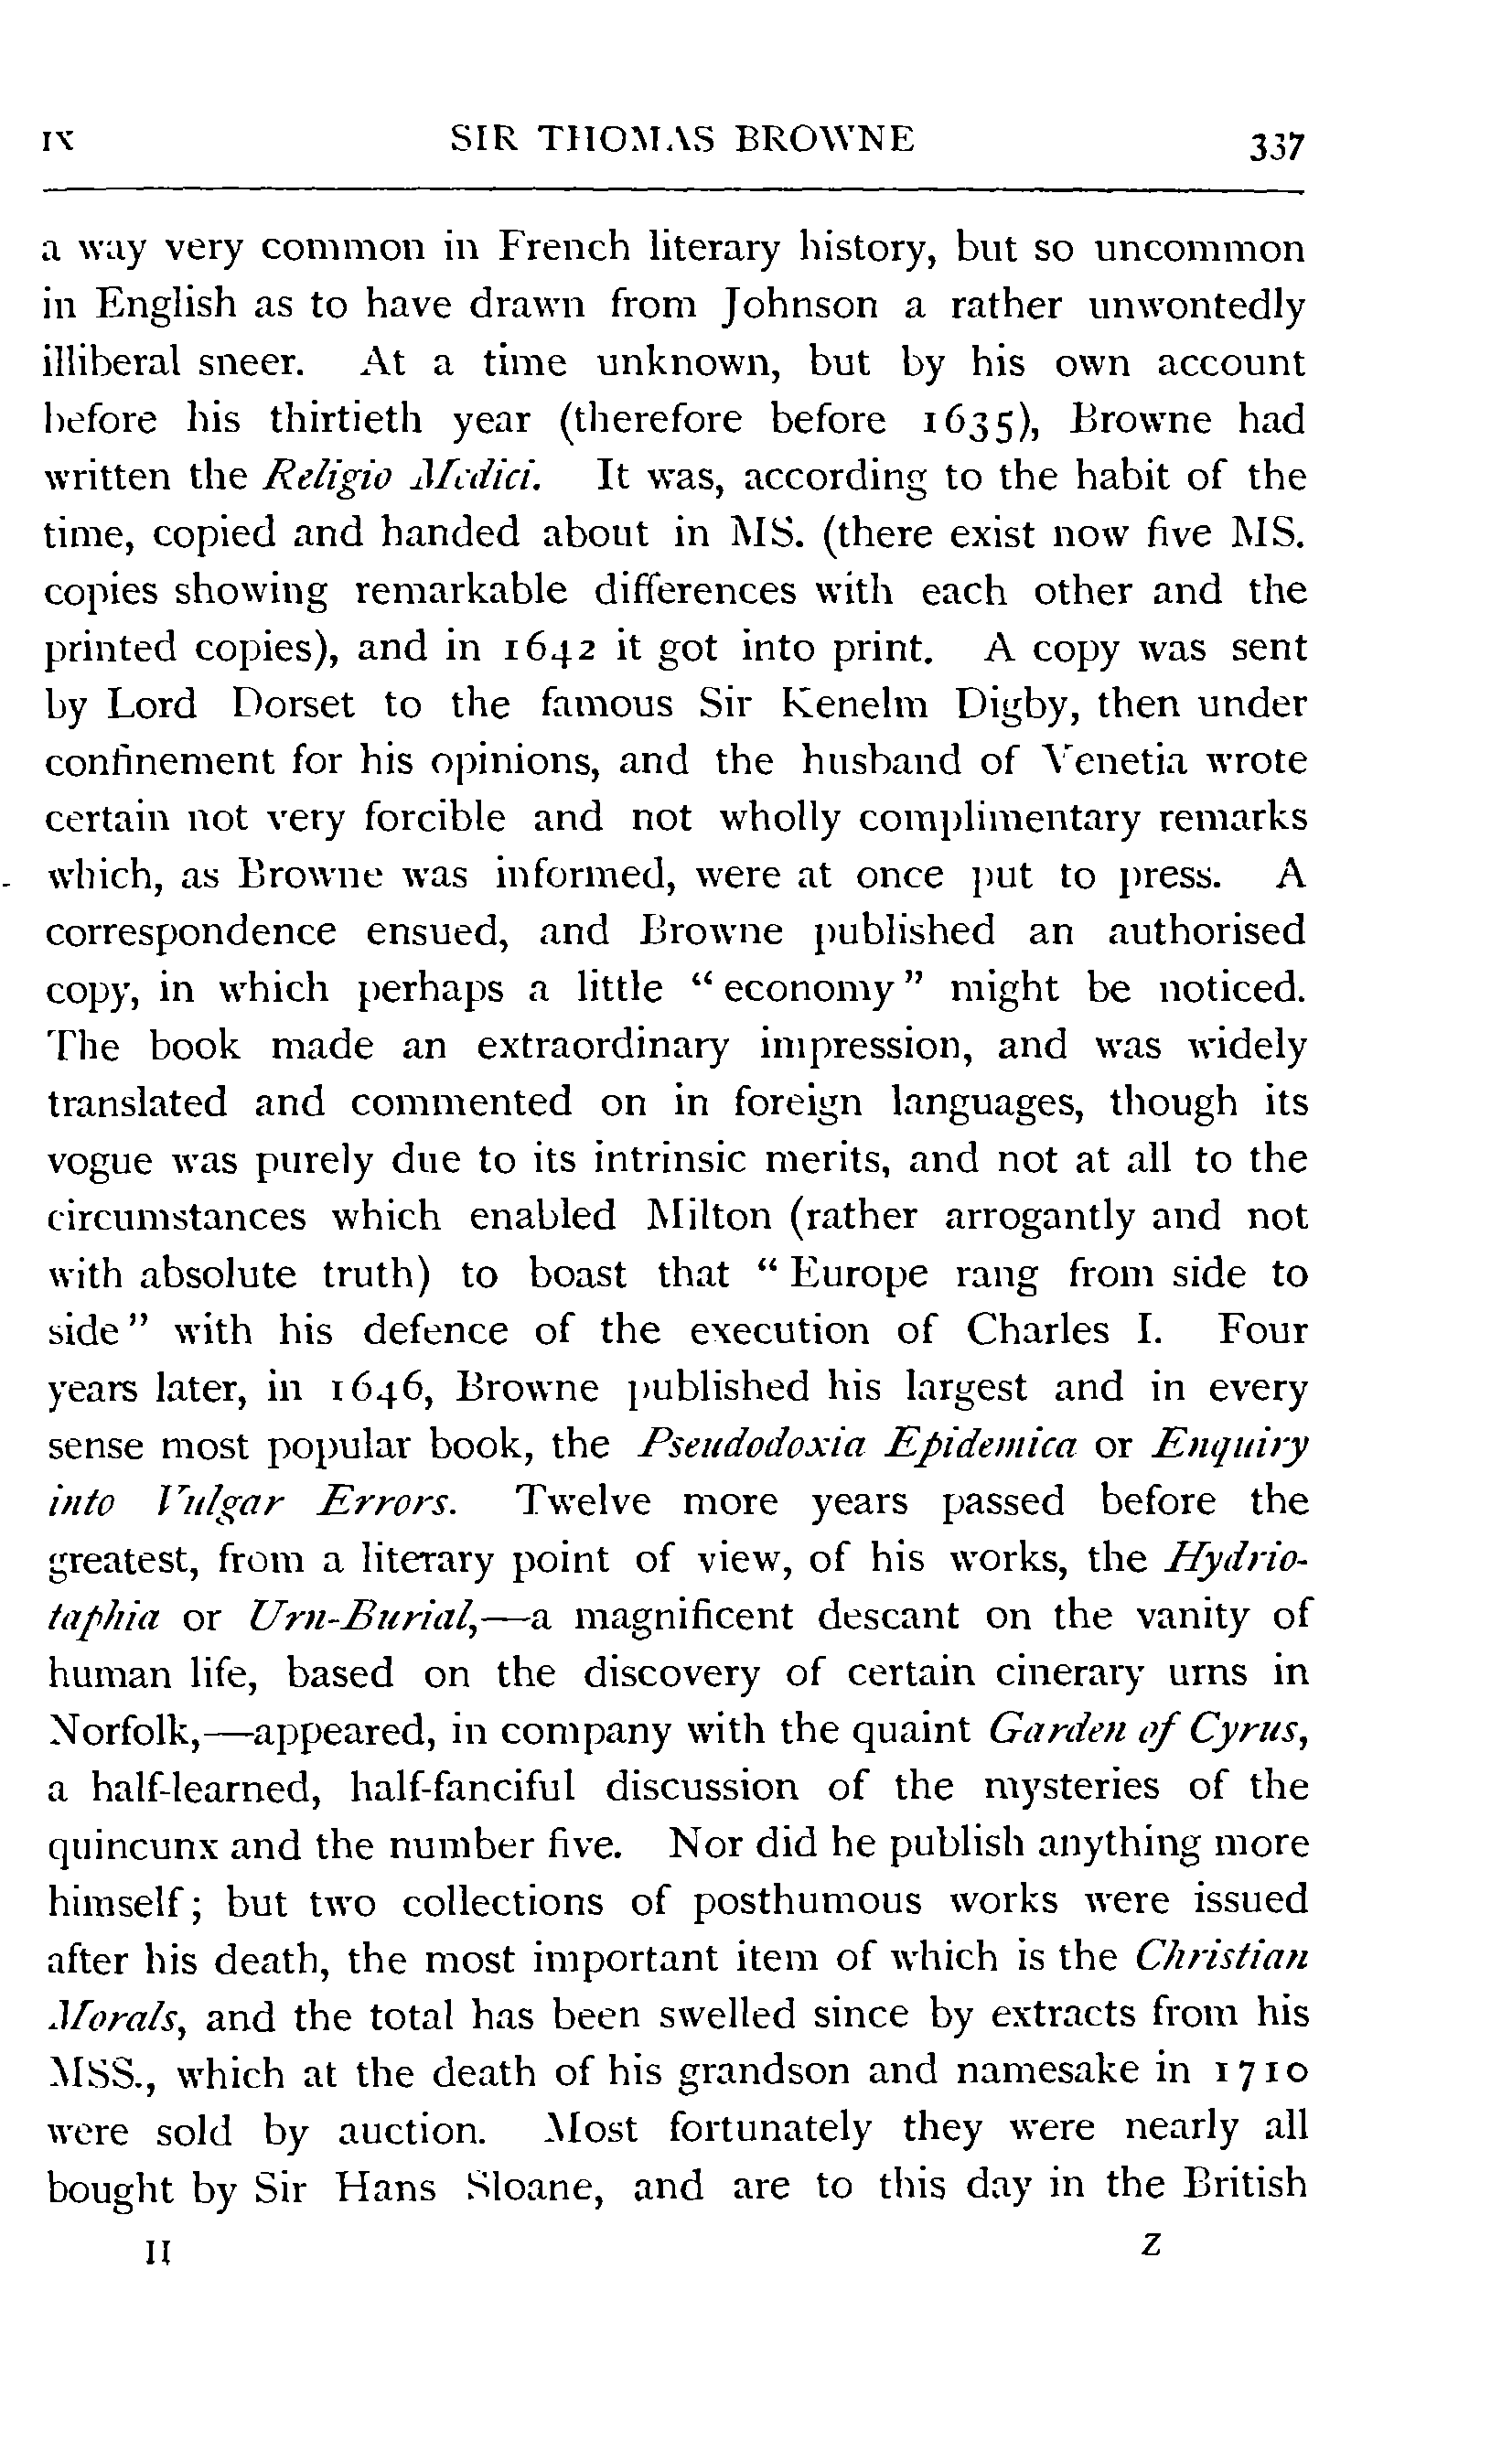 IX SIR THOMAS BROWNE 337
a way very common in French literary history, but so uncommon
in English as to have drawn from Johnson a rather unwontedly
illiberal sneer. At a time unknown, but by his own account
before his thirtieth year (therefore before 1635), Browne had
written the Religio Medici. It was, according to the habit of the
time, copied and handed about in MS. (there exist now five MS.
copies showing remarkable differences with each other and the
printed copies), and in 1642 it got into print. A copy was sent
by Lord Dorset to the famous Sir Kenelm Digby, then under
confinement for his opinions, and the husband of Venetia wrote
certain not very forcible and not wholly complimentary remarks
which, as Browne was informed, were at once put to press. A
correspondence ensued, and Browne published an authorised
copy, in which perhaps a little “economy” might be noticed.
The book made an extraordinary impression, and was widely
translated and commented on in foreign languages, though its
vogue was purely due to its intrinsic merits, and not at all to the
circumstances which enabled Milton (rather arrogantly and not
with absolute truth) to boast that “Europe rang from side to
side” with his defence of the execution of Charles I. Four
years later, in 1646, Browne published his largest and in every
sense most popular book, the Pseudodoxia Epidemica or Enquiry
into Vulgar Errors. Twelve more years passed before the
greatest, from a literary point of view, of his works, the Hydrio-
taphia or Urn-Burial,—a magnificent descant on the vanity of
human life, based on the discovery of certain cinerary urns in
Norfolk,—appeared, in company with the quaint Garden of Cyrus,
a half-learned, half-fanciful discussion of the mysteries of the
quincunx and the number five. Nor did he publish anything more
himself; but two collections of posthumous works were issued
after his death, the most important item of which is the Christian
Morals, and the total has been swelled since by extracts from his
MSS., which at the death of his grandson and namesake in 1710
were sold by auction. Most fortunately they were nearly all
bought by Sir Hans Sloane, and are to this day in the British
II Z